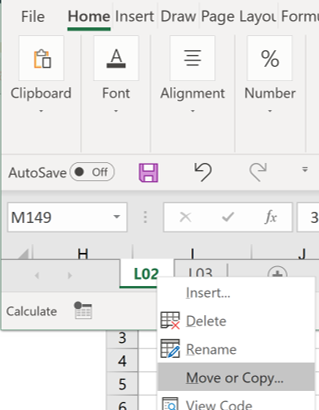 File Home Insert Draw Page Formu
Clipboard Font Alignment Number
%
AutoSave Off
M149 fx 3
H J
L02 L03
Insert...
Calculate Delete
3 Rename
4
5 Move or Copy...
6 View Code